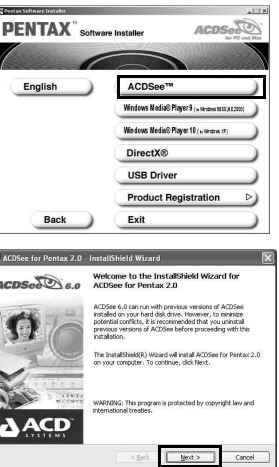 Pentax Software Installer
PENTAX™ Software Installer
ACDSee™
for PC and Mac
English
ACDSee™
Windows Media® Player 9
Windows Media® Player 10 (for Windows XP)
DirectX®
USB Driver
Product Registration
Back
Exit
ACDSee for Pentax 2.0 - InstallShield Wizard
ACDSee 6.0
Welcome to the InstallShield Wizard for
ACDSee for Pentax 2.0
ACDSee 6.0 can run with previous versions of ACDSee
installed on your hard disk drive. However, to minimize
potential conflicts, it is recommended that you uninstall
previous versions of ACDSee before proceeding with this
installation.
The InstallShield(R) Wizard will install ACDSee for Pentax 2.0
on your computer. To continue, click Next.
WARNING: This program is protected by copyright law and
international treaties.
ACD
SYSTEMS
< Back
Next >
Cancel